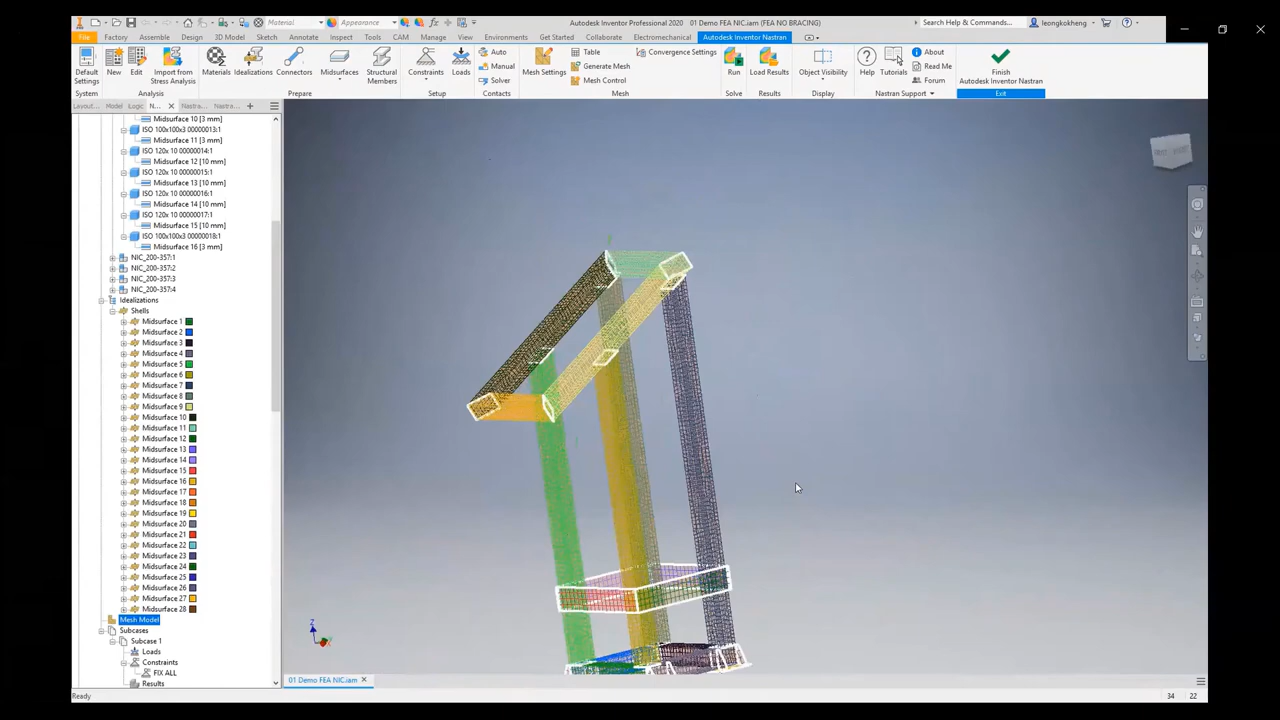 Material
Appearance
Autodesk Inventor Professional 2020   01 Demo FEA NIC.iam (FEA NO BRACING)
Search Help & Commands...
leongkokheng
File Factory Assemble Design 3D Model Sketch Annotate Inspect Tools CAM Manage View Environments Get Started Collaborate Electromechanical Autodesk Inventor Nastran
Default Settings
New
Edit
Import from Stress Analysis
Materials
Idealizations
Connectors
Midsurfaces
Structural Members
Constraints
Loads
Auto
Manual
Solver
Mesh Settings
Table
Generate Mesh
Mesh Control
Convergence Settings
Run
Load Results
Object Visibility
Help
Tutorials
About
Read Me
Forum
Finish Autodesk Inventor Nastran
System Analysis Prepare Setup Contacts Mesh Solve Results Display Nastran Support Exit
Layout... Model iLogic N... Nastra... Nastra...
Midsurface 10 [3 mm]
ISO 100x100x3 00000013:1
Midsurface 11 [3 mm]
ISO 120x 10 00000014:1
Midsurface 12 [10 mm]
ISO 120x 10 00000015:1
Midsurface 13 [10 mm]
ISO 120x 10 00000016:1
Midsurface 14 [10 mm]
ISO 120x 10 00000017:1
Midsurface 15 [10 mm]
ISO 100x100x3 00000018:1
Midsurface 16 [3 mm]
NIC_200-357:1
NIC_200-357:2
NIC_200-357:3
NIC_200-357:4
Idealizations
Shells
Midsurface 1
Midsurface 2
Midsurface 3
Midsurface 4
Midsurface 5
Midsurface 6
Midsurface 7
Midsurface 8
Midsurface 9
Midsurface 10
Midsurface 11
Midsurface 12
Midsurface 13
Midsurface 14
Midsurface 15
Midsurface 16
Midsurface 17
Midsurface 18
Midsurface 19
Midsurface 20
Midsurface 21
Midsurface 22
Midsurface 23
Midsurface 24
Midsurface 25
Midsurface 26
Midsurface 27
Midsurface 28
Mesh Model
Subcases
Subcase 1
Loads
Constraints
FIX ALL
Results
Z
01 Demo FEA NIC.iam
Ready
34 22